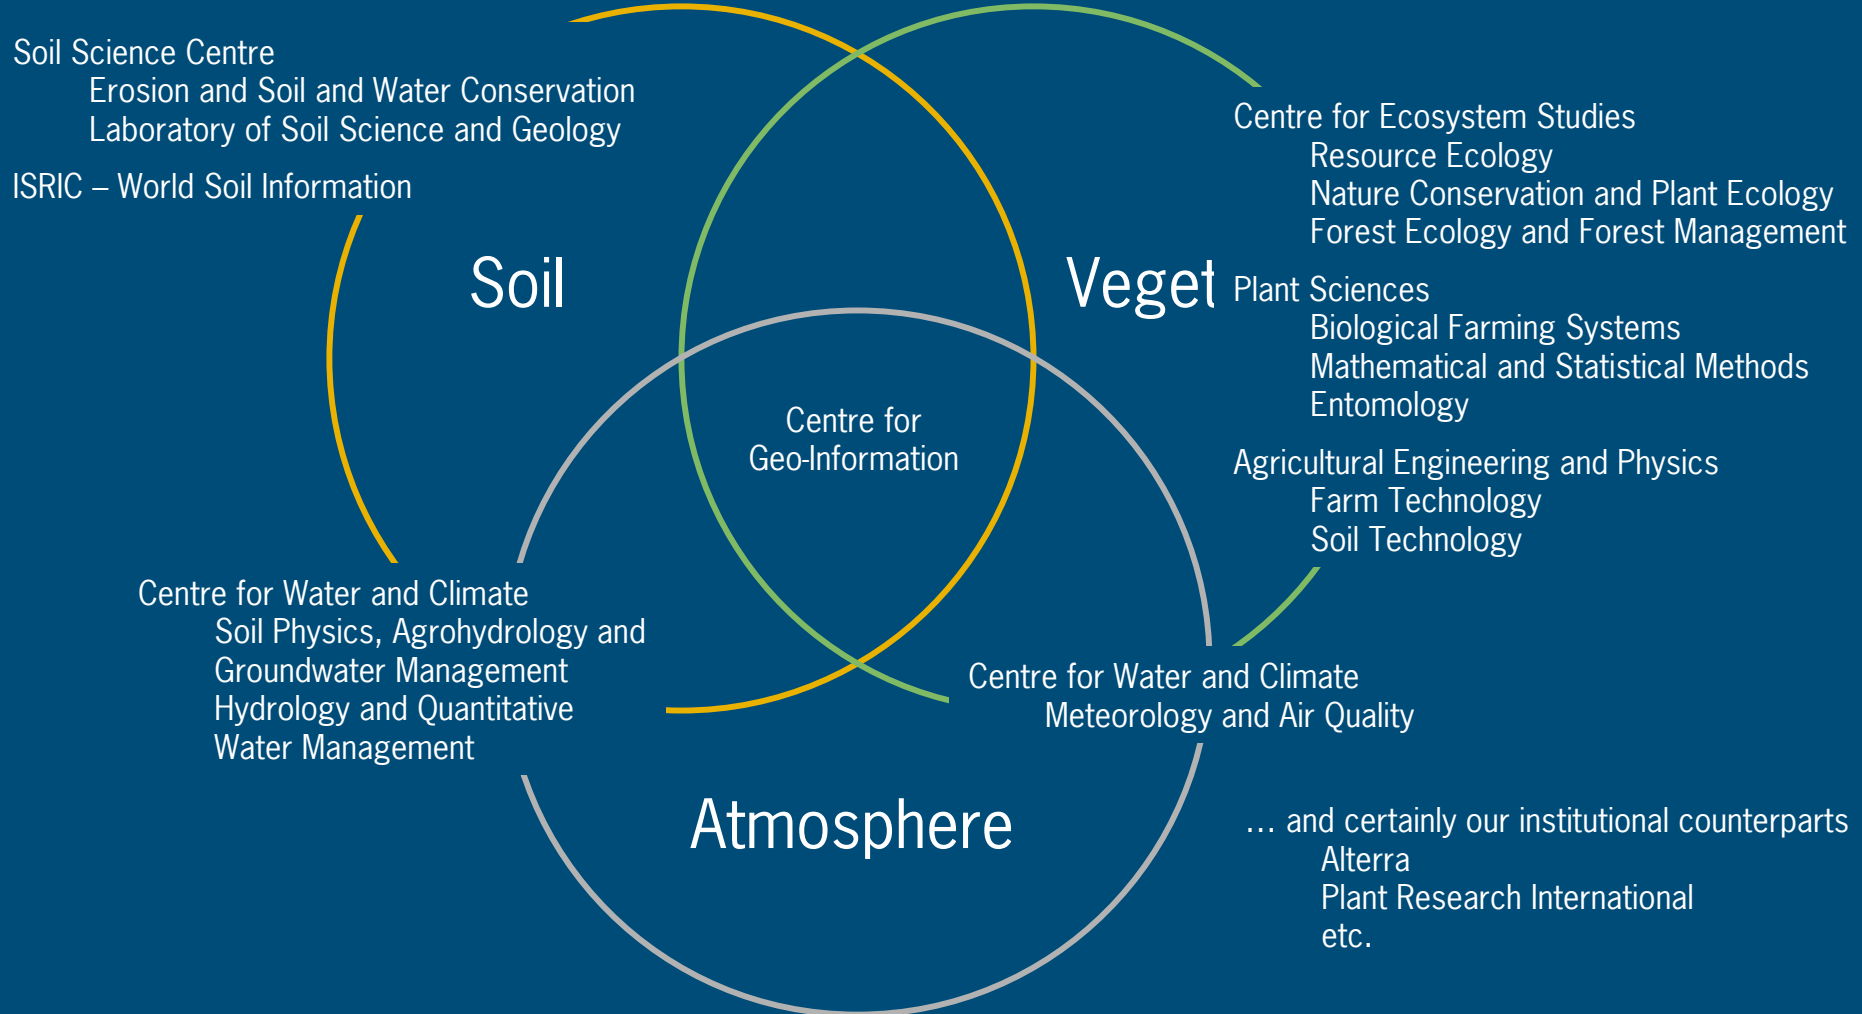 Soil Science Centre
Erosion and Soil and Water Conservation
Laboratory of Soil Science and Geology
ISRIC – World Soil Information
Soil
Veget
Centre for Ecosystem Studies
Resource Ecology
Nature Conservation and Plant Ecology
Forest Ecology and Forest Management
Plant Sciences
Biological Farming Systems
Mathematical and Statistical Methods
Entomology
Agricultural Engineering and Physics
Farm Technology
Soil Technology
Centre for
Geo-Information
Centre for Water and Climate
Soil Physics, Agrohydrology and
Groundwater Management
Hydrology and Quantitative
Water Management
Centre for Water and Climate
Meteorology and Air Quality
Atmosphere
... and certainly our institutional counterparts
Alterra
Plant Research International
etc.